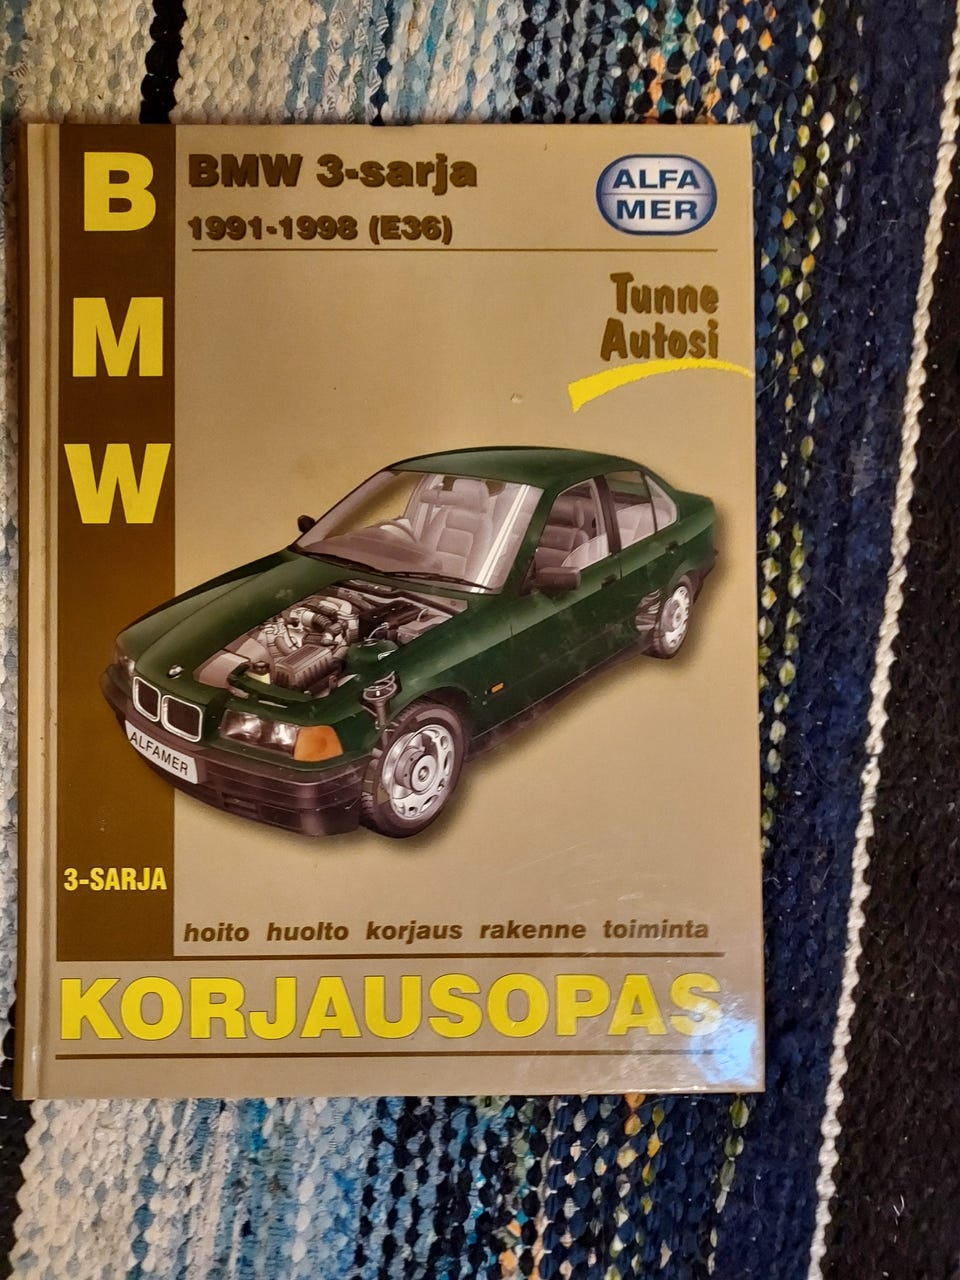 B
M
W
BMW 3-sarja
1991-1998 (E36)
ALFA
MER
Tunne
Autosi
ALFAMER
3-SARJA
hoito huolto korjaus rakenne toiminta
KORJAUSOPAS